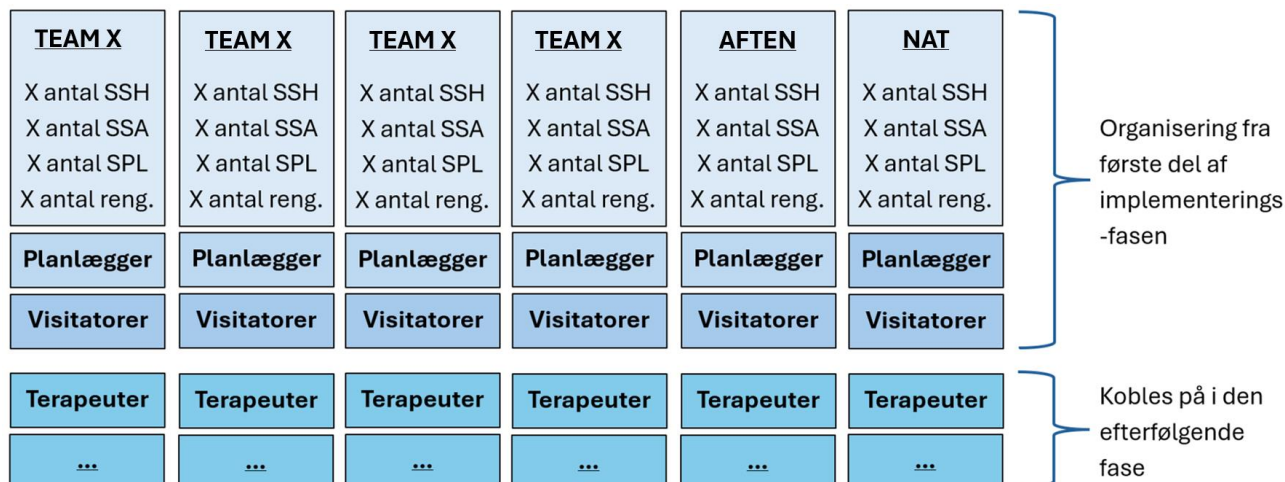 TEAM X
X antal SSH
X antal SSA
X antal SPL
X antal reng.
Planlægger
Visitatorer
Terapeuter
...
TEAM X
X antal SSH
X antal SSA
X antal SPL
X antal reng.
Planlægger
Visitatorer
Terapeuter
...
TEAM X
X antal SSH
X antal SSA
X antal SPL
X antal reng.
Planlægger
Visitatorer
Terapeuter
...
TEAM X
X antal SSH
X antal SSA
X antal SPL
X antal reng.
Planlægger
Visitatorer
Terapeuter
...
AFTEN
X antal SSH
X antal SSA
X antal SPL
X antal reng.
Planlægger
Visitatorer
Terapeuter
...
NAT
X antal SSH
X antal SSA
X antal SPL
X antal reng.
Planlægger
Visitatorer
Terapeuter
...
Organisering fra
første del af
implementerings
-fasen
Kobles på i den
efterfølgende
fase